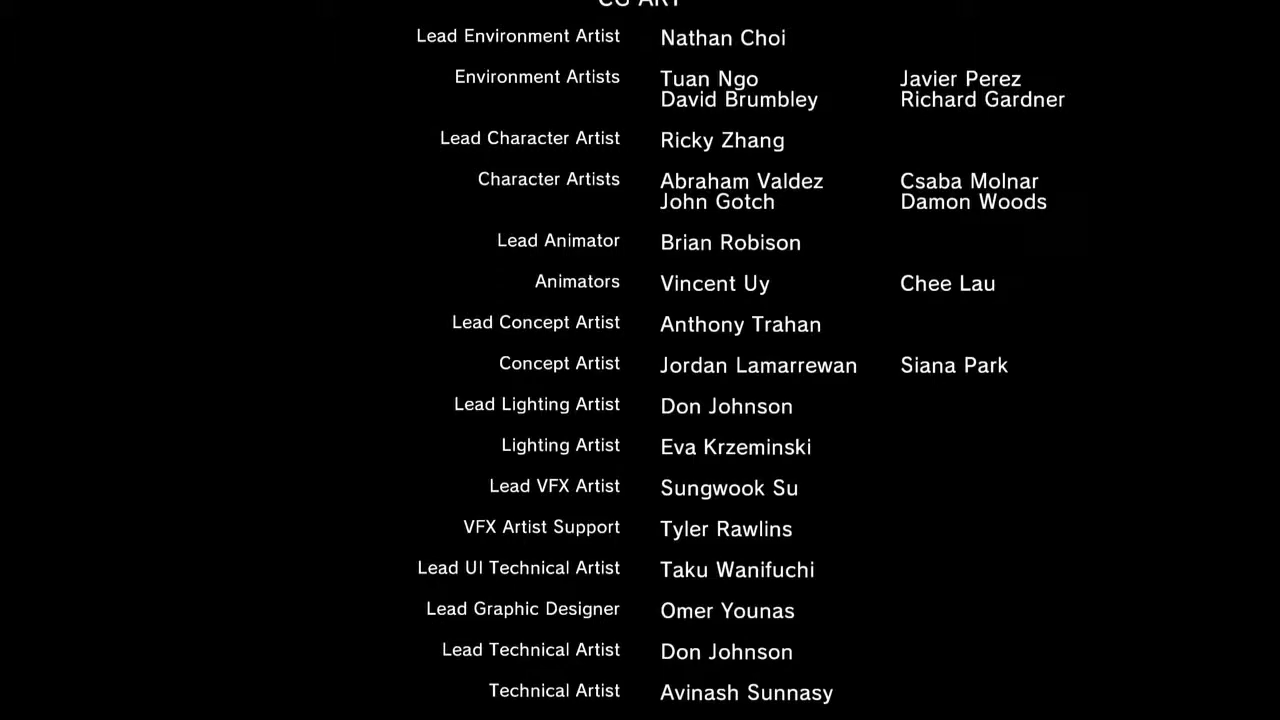 CG ART
Lead Environment Artist Nathan Choi
Environment Artists Tuan Ngo Javier Perez
David Brumbley Richard Gardner
Lead Character Artist Ricky Zhang
Character Artists Abraham Valdez Csaba Molnar
John Gotch Damon Woods
Lead Animator Brian Robison
Animators Vincent Uy Chee Lau
Lead Concept Artist Anthony Trahan
Concept Artist Jordan Lamarrewan Siana Park
Lead Lighting Artist Don Johnson
Lighting Artist Eva Krzeminski
Lead VFX Artist Sungwook Su
VFX Artist Support Tyler Rawlins
Lead UI Technical Artist Taku Wanifuchi
Lead Graphic Designer Omer Younas
Lead Technical Artist Don Johnson
Technical Artist Avinash Sunnasy